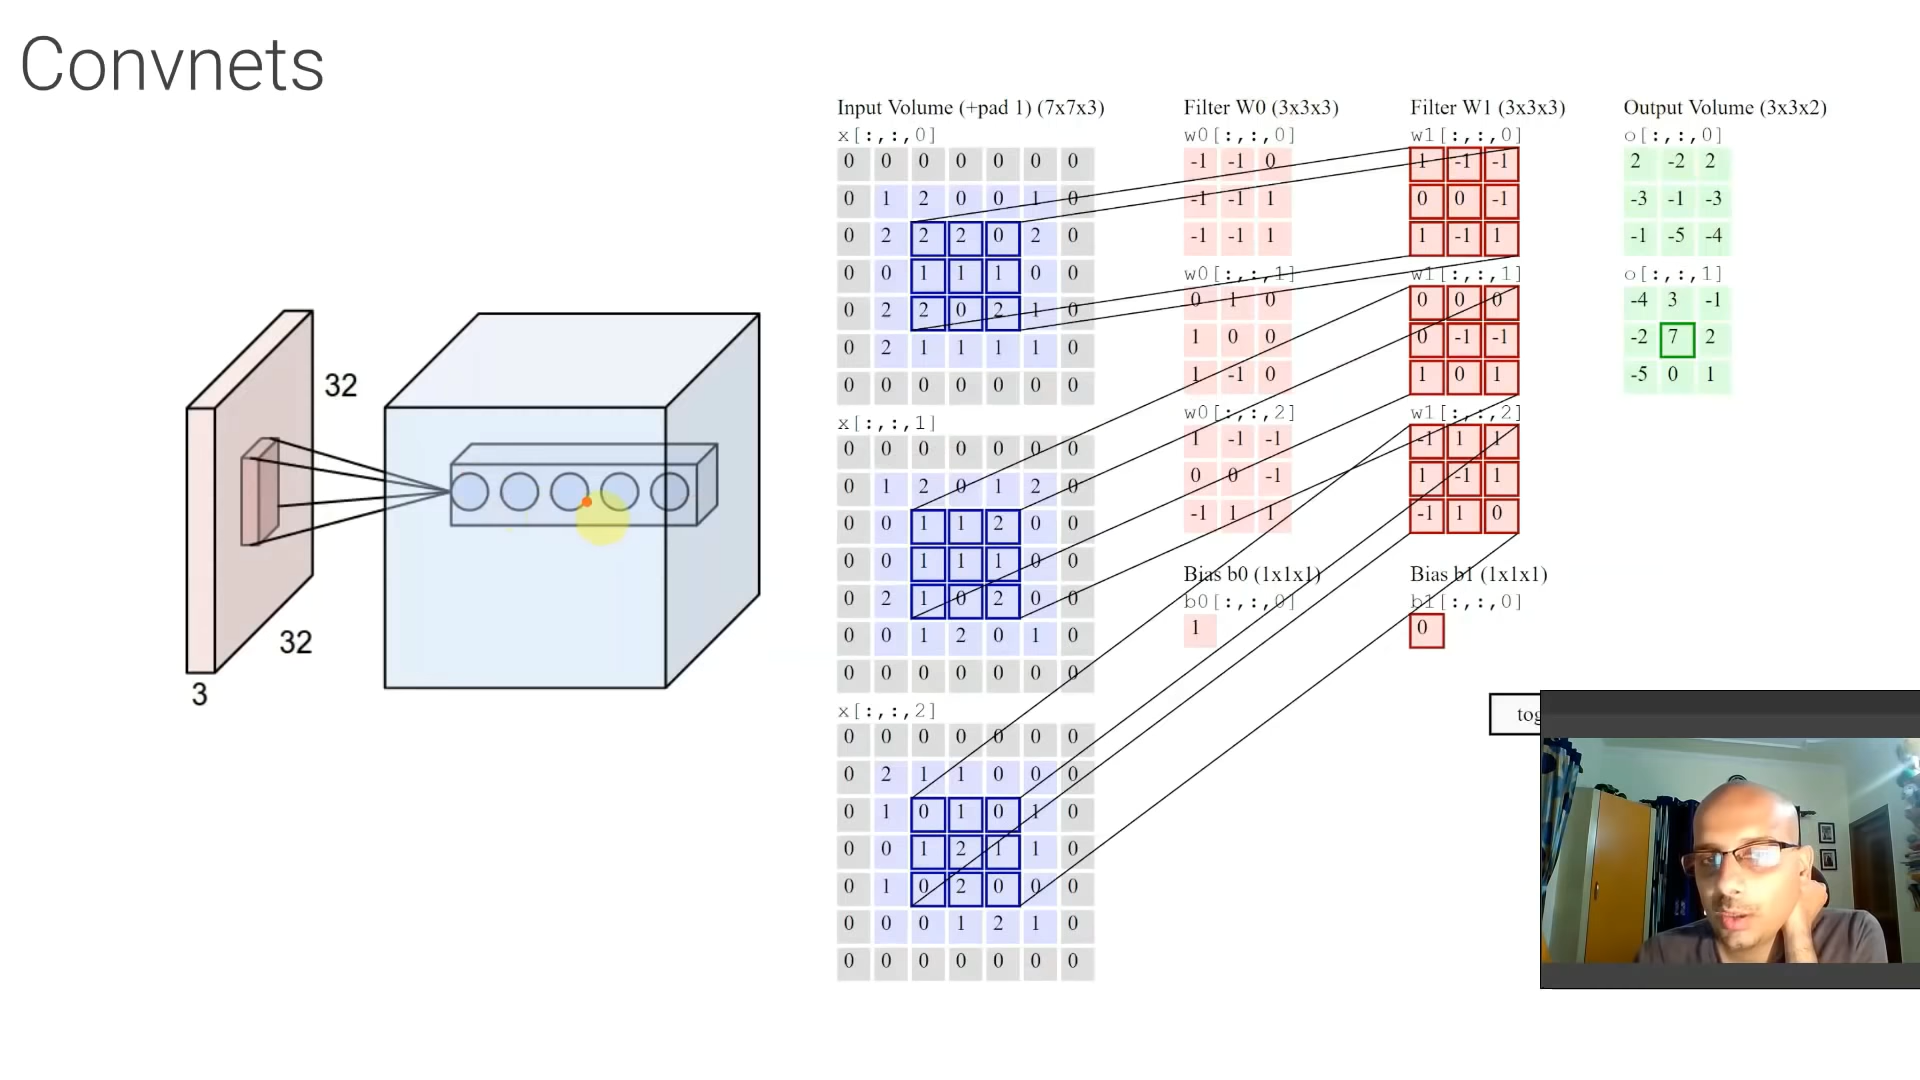 Convnets
32
32
3
Input Volume (+pad 1) (7x7x3)
x[:,:,0]
0 0 0 0 0 0 0
0 1 2 0 0 1 0
0 2 2 2 0 2 0
0 0 1 1 1 0 0
0 2 2 0 2 1 0
0 2 1 1 1 1 0
0 0 0 0 0 0 0
x[:,:,1]
0 0 0 0 0 0 0
0 1 2 0 1 2 0
0 0 1 1 2 0 0
0 0 1 1 1 0 0
0 2 1 0 2 0 0
0 0 1 2 0 1 0
0 0 0 0 0 0 0
x[:,:,2]
0 0 0 0 0 0 0
0 2 1 1 0 0 0
0 1 0 1 0 1 0
0 0 1 2 1 1 0
0 1 0 2 0 0 0
0 0 0 1 2 1 0
0 0 0 0 0 0 0
Filter W0 (3x3x3)
w0[:,:,0]
-1 -1 0
-1 -1 1
-1 -1 1
w0[:,:,1]
0 1 0
1 0 0
1 -1 0
w0[:,:,2]
1 -1 -1
0 0 -1
-1 1 1
Bias b0 (1x1x1)
b0[:,:,0]
1
Filter W1 (3x3x3)
w1[:,:,0]
1 -1 -1
0 0 -1
1 -1 1
w1[:,:,1]
0 0 0
0 -1 -1
1 0 1
w1[:,:,2]
-1 1 1
1 -1 1
-1 1 0
Bias b1 (1x1x1)
b1[:,:,0]
0
Output Volume (3x3x2)
o[:,:,0]
2 -2 2
-3 -1 -3
-1 -5 -4
o[:,:,1]
-4 3 -1
-2 7 2
-5 0 1